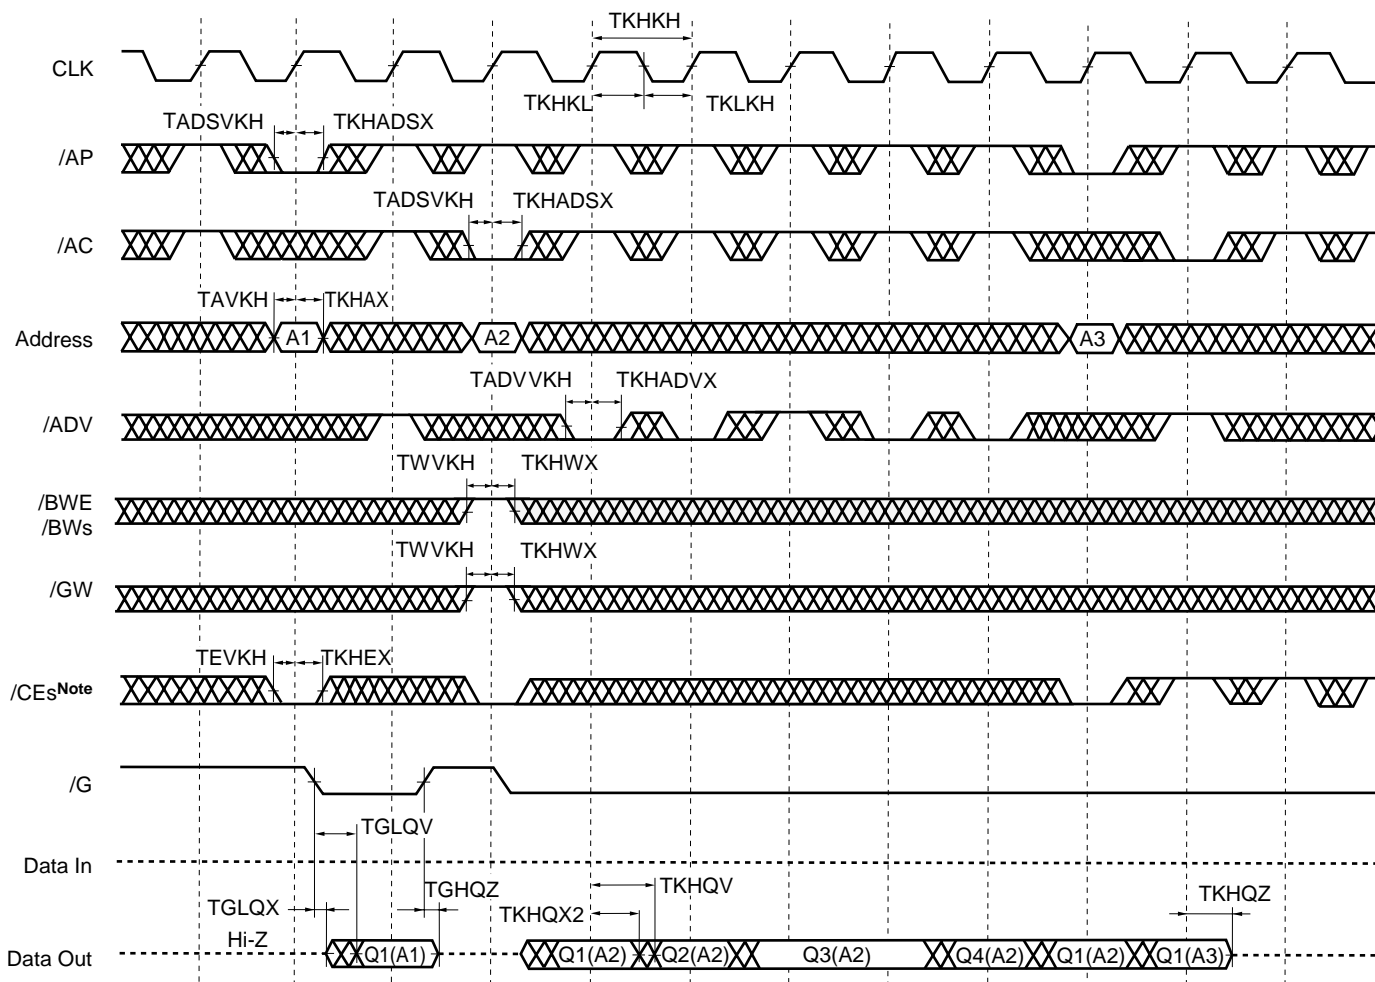 TKHKH
CLK
TKHKL TKLKH
TADSVKH TKHADSX
/AP
TADSVKH TKHADSX
/AC
TAVKH TKHAX
Address A1 A2 A3
TADVVKH TKHADVX
/ADV
TWVKH TKHWX
/BWE
/BWs
TWVKH TKHWX
/GW
TEVKH TKHEX
/CEsNote
/G
TGLQV
Data In
TGHQZ TKHQV TKHQZ
TGLQX TKHQX2
Hi-Z
Data Out Q1(A1) Q1(A2) Q2(A2) Q3(A2) Q4(A2) Q1(A2) Q1(A3)